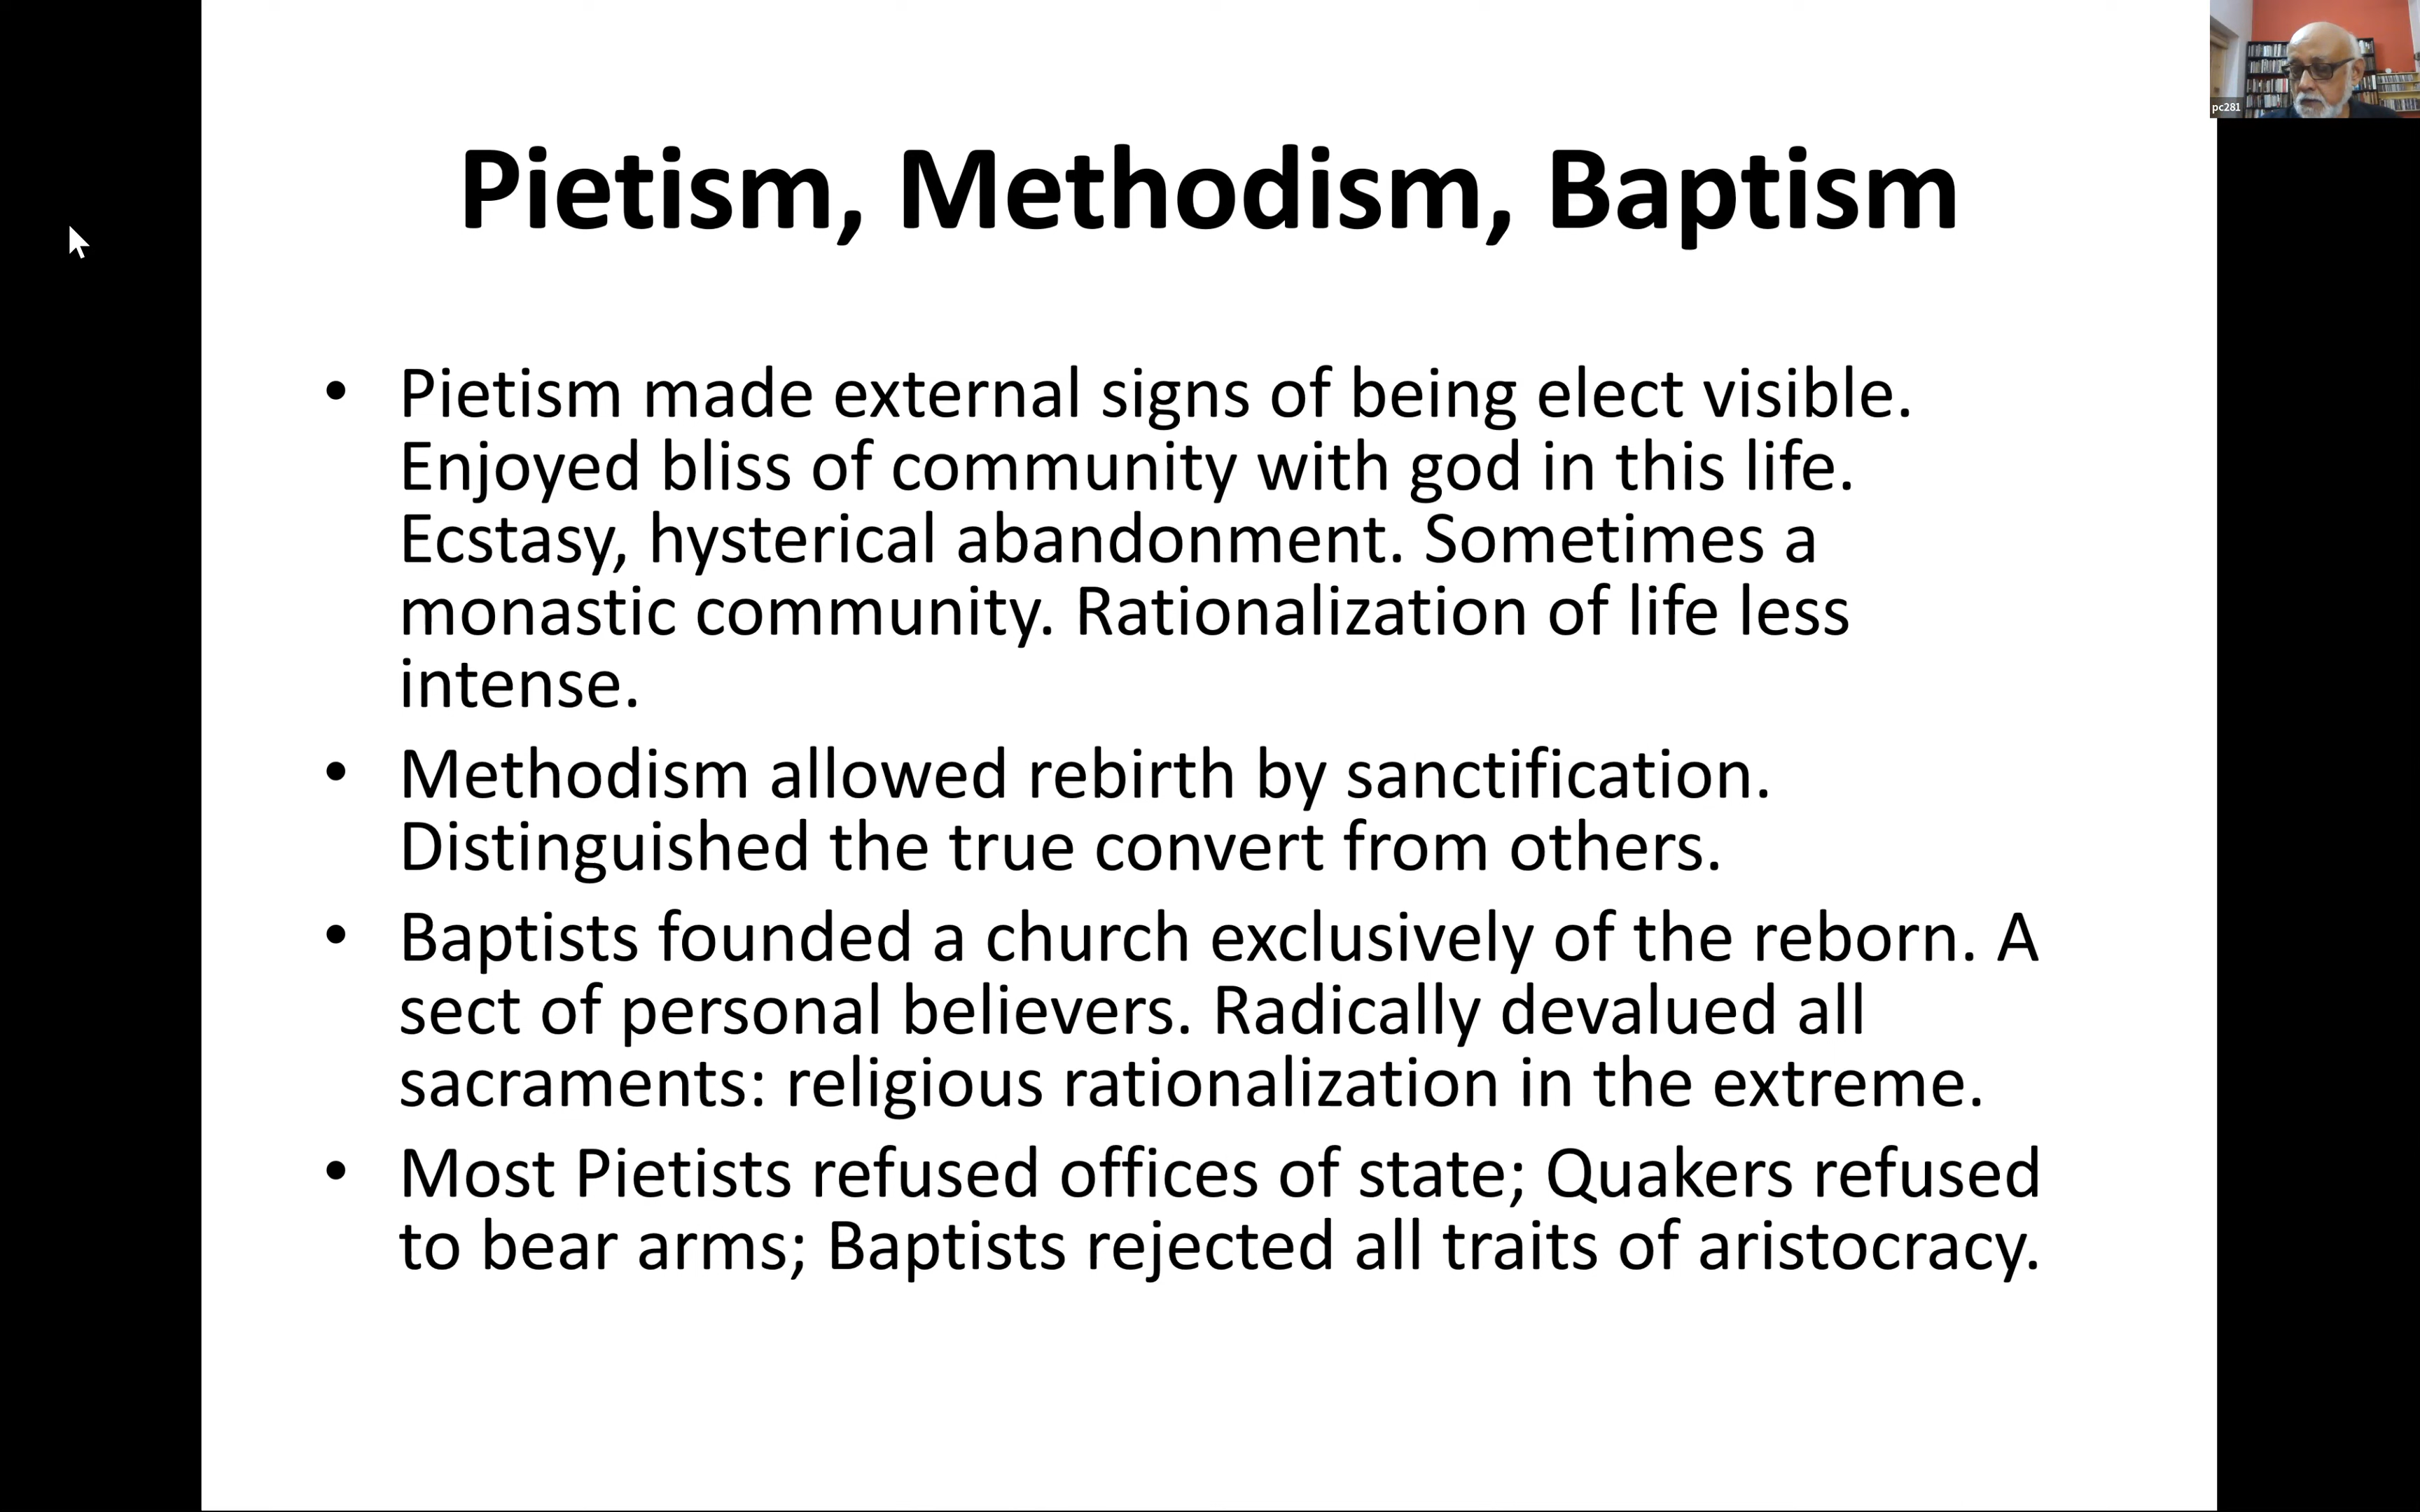 pc281
Pietism, Methodism, Baptism
• Pietism made external signs of being elect visible.
Enjoyed bliss of community with god in this life.
Ecstasy, hysterical abandonment. Sometimes a
monastic community. Rationalization of life less
intense.
• Methodism allowed rebirth by sanctification.
Distinguished the true convert from others.
• Baptists founded a church exclusively of the reborn. A
sect of personal believers. Radically devalued all
sacraments: religious rationalization in the extreme.
• Most Pietists refused offices of state; Quakers refused
to bear arms; Baptists rejected all traits of aristocracy.